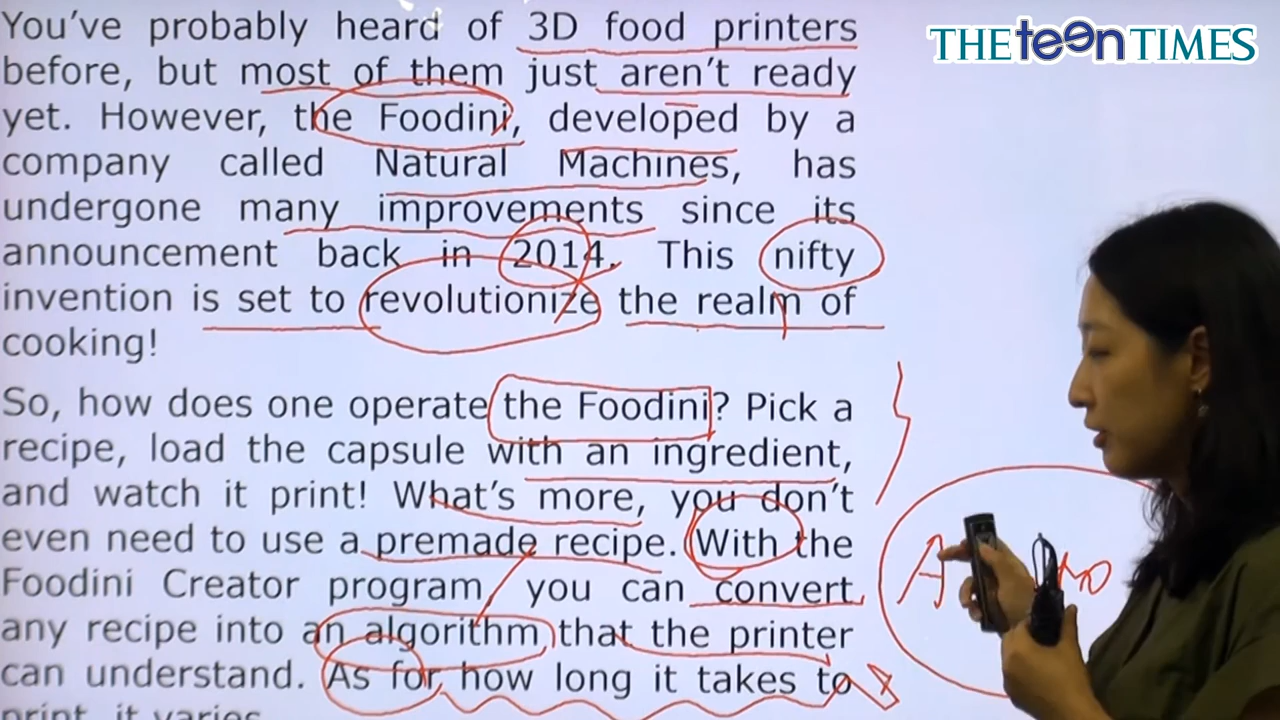 THE teen TIMES
You’ve probably heard of 3D food printers
before, but most of them just aren’t ready
yet. However, the Foodini, developed by a
company called Natural Machines, has
undergone many improvements since its
announcement back in 2014. This nifty
invention is set to revolutionize the realm of
cooking!
So, how does one operate the Foodini? Pick a
recipe, load the capsule with an ingredient,
and watch it print! What’s more, you don’t
even need to use a premade recipe. With the
Foodini Creator program you can convert
any recipe into an algorithm that the printer
can understand. As for how long it takes to
print, it varies